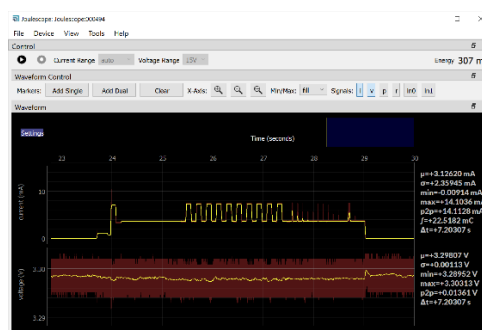 Joulescope: Joulescope:000494
File Device View Tools Help
Control
Current Range auto Voltage Range 15V Energy 307 m
Waveform Control
Markers: Add Single Add Dual Clear X-Axis: Min/Max: fill Signals: i v p r In0 In1
Waveform
Settings
Time (seconds)
23 24 25 26 27 28 29 30
current (mA)
10
0
μ=+3.12620 mA
σ=+2.35945 mA
min=-0.00914 mA
max=+14.1036 mA
p2p=+14.1128 mA
∫=+22.5182 mC
Δt=+7.20307 s
voltage (V)
3.30
3.29
μ=+3.29807 V
σ=+0.00113 V
min=+3.28952 V
max=+3.30313 V
p2p=+0.01361 V
Δt=+7.20307 s